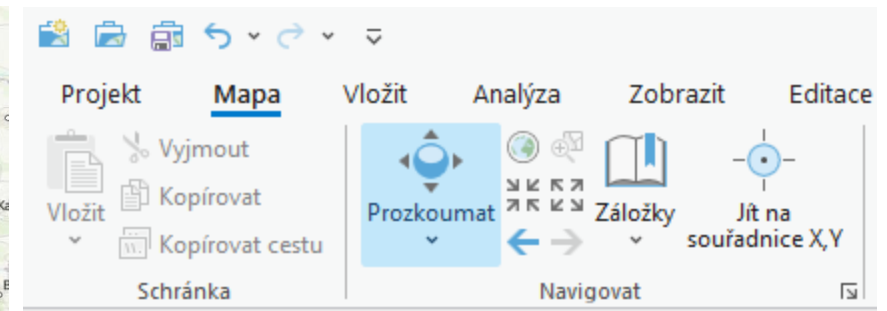 Projekt Mapa Vložit Analýza Zobrazit Editace
Vložit
Vyjmout
Kopírovat
Kopírovat cestu
Schránka
Prozkoumat
Záložky
Jít na
souřadnice X,Y
Navigovat